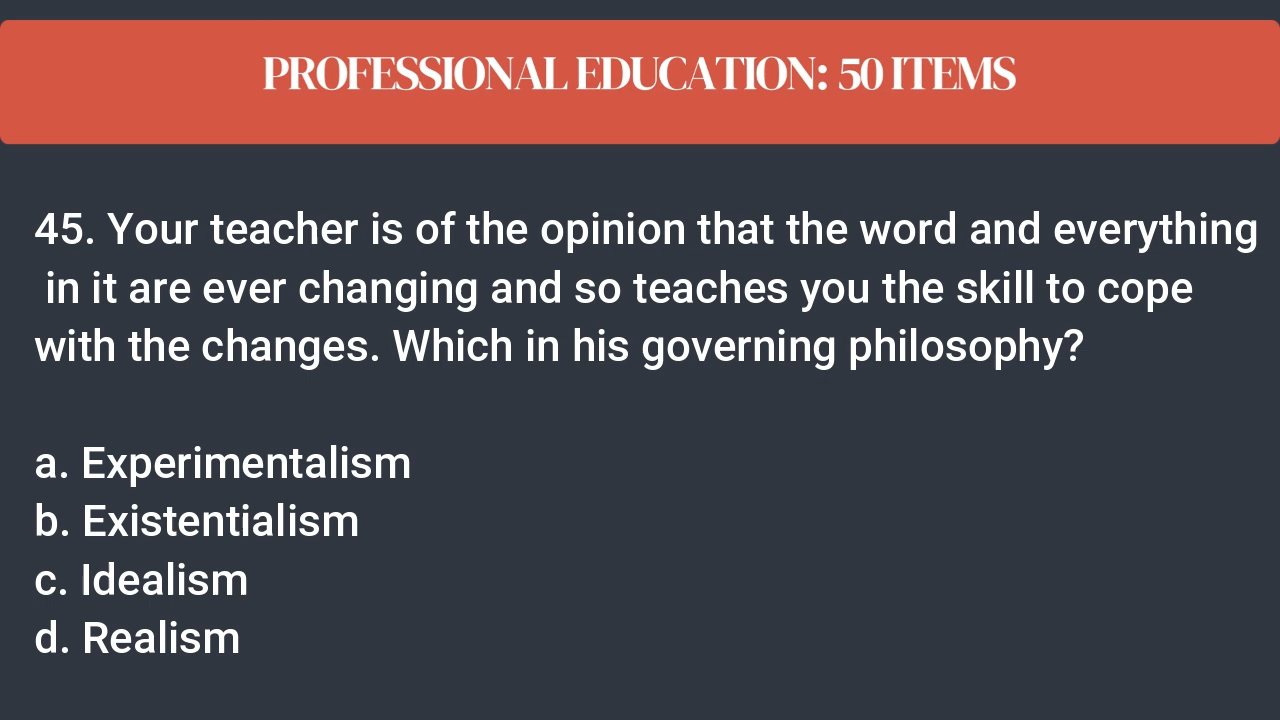 PROFESSIONAL EDUCATION: 50 ITEMS
45. Your teacher is of the opinion that the word and everything
in it are ever changing and so teaches you the skill to cope
with the changes. Which in his governing philosophy?
a. Experimentalism
b. Existentialism
c. Idealism
d. Realism